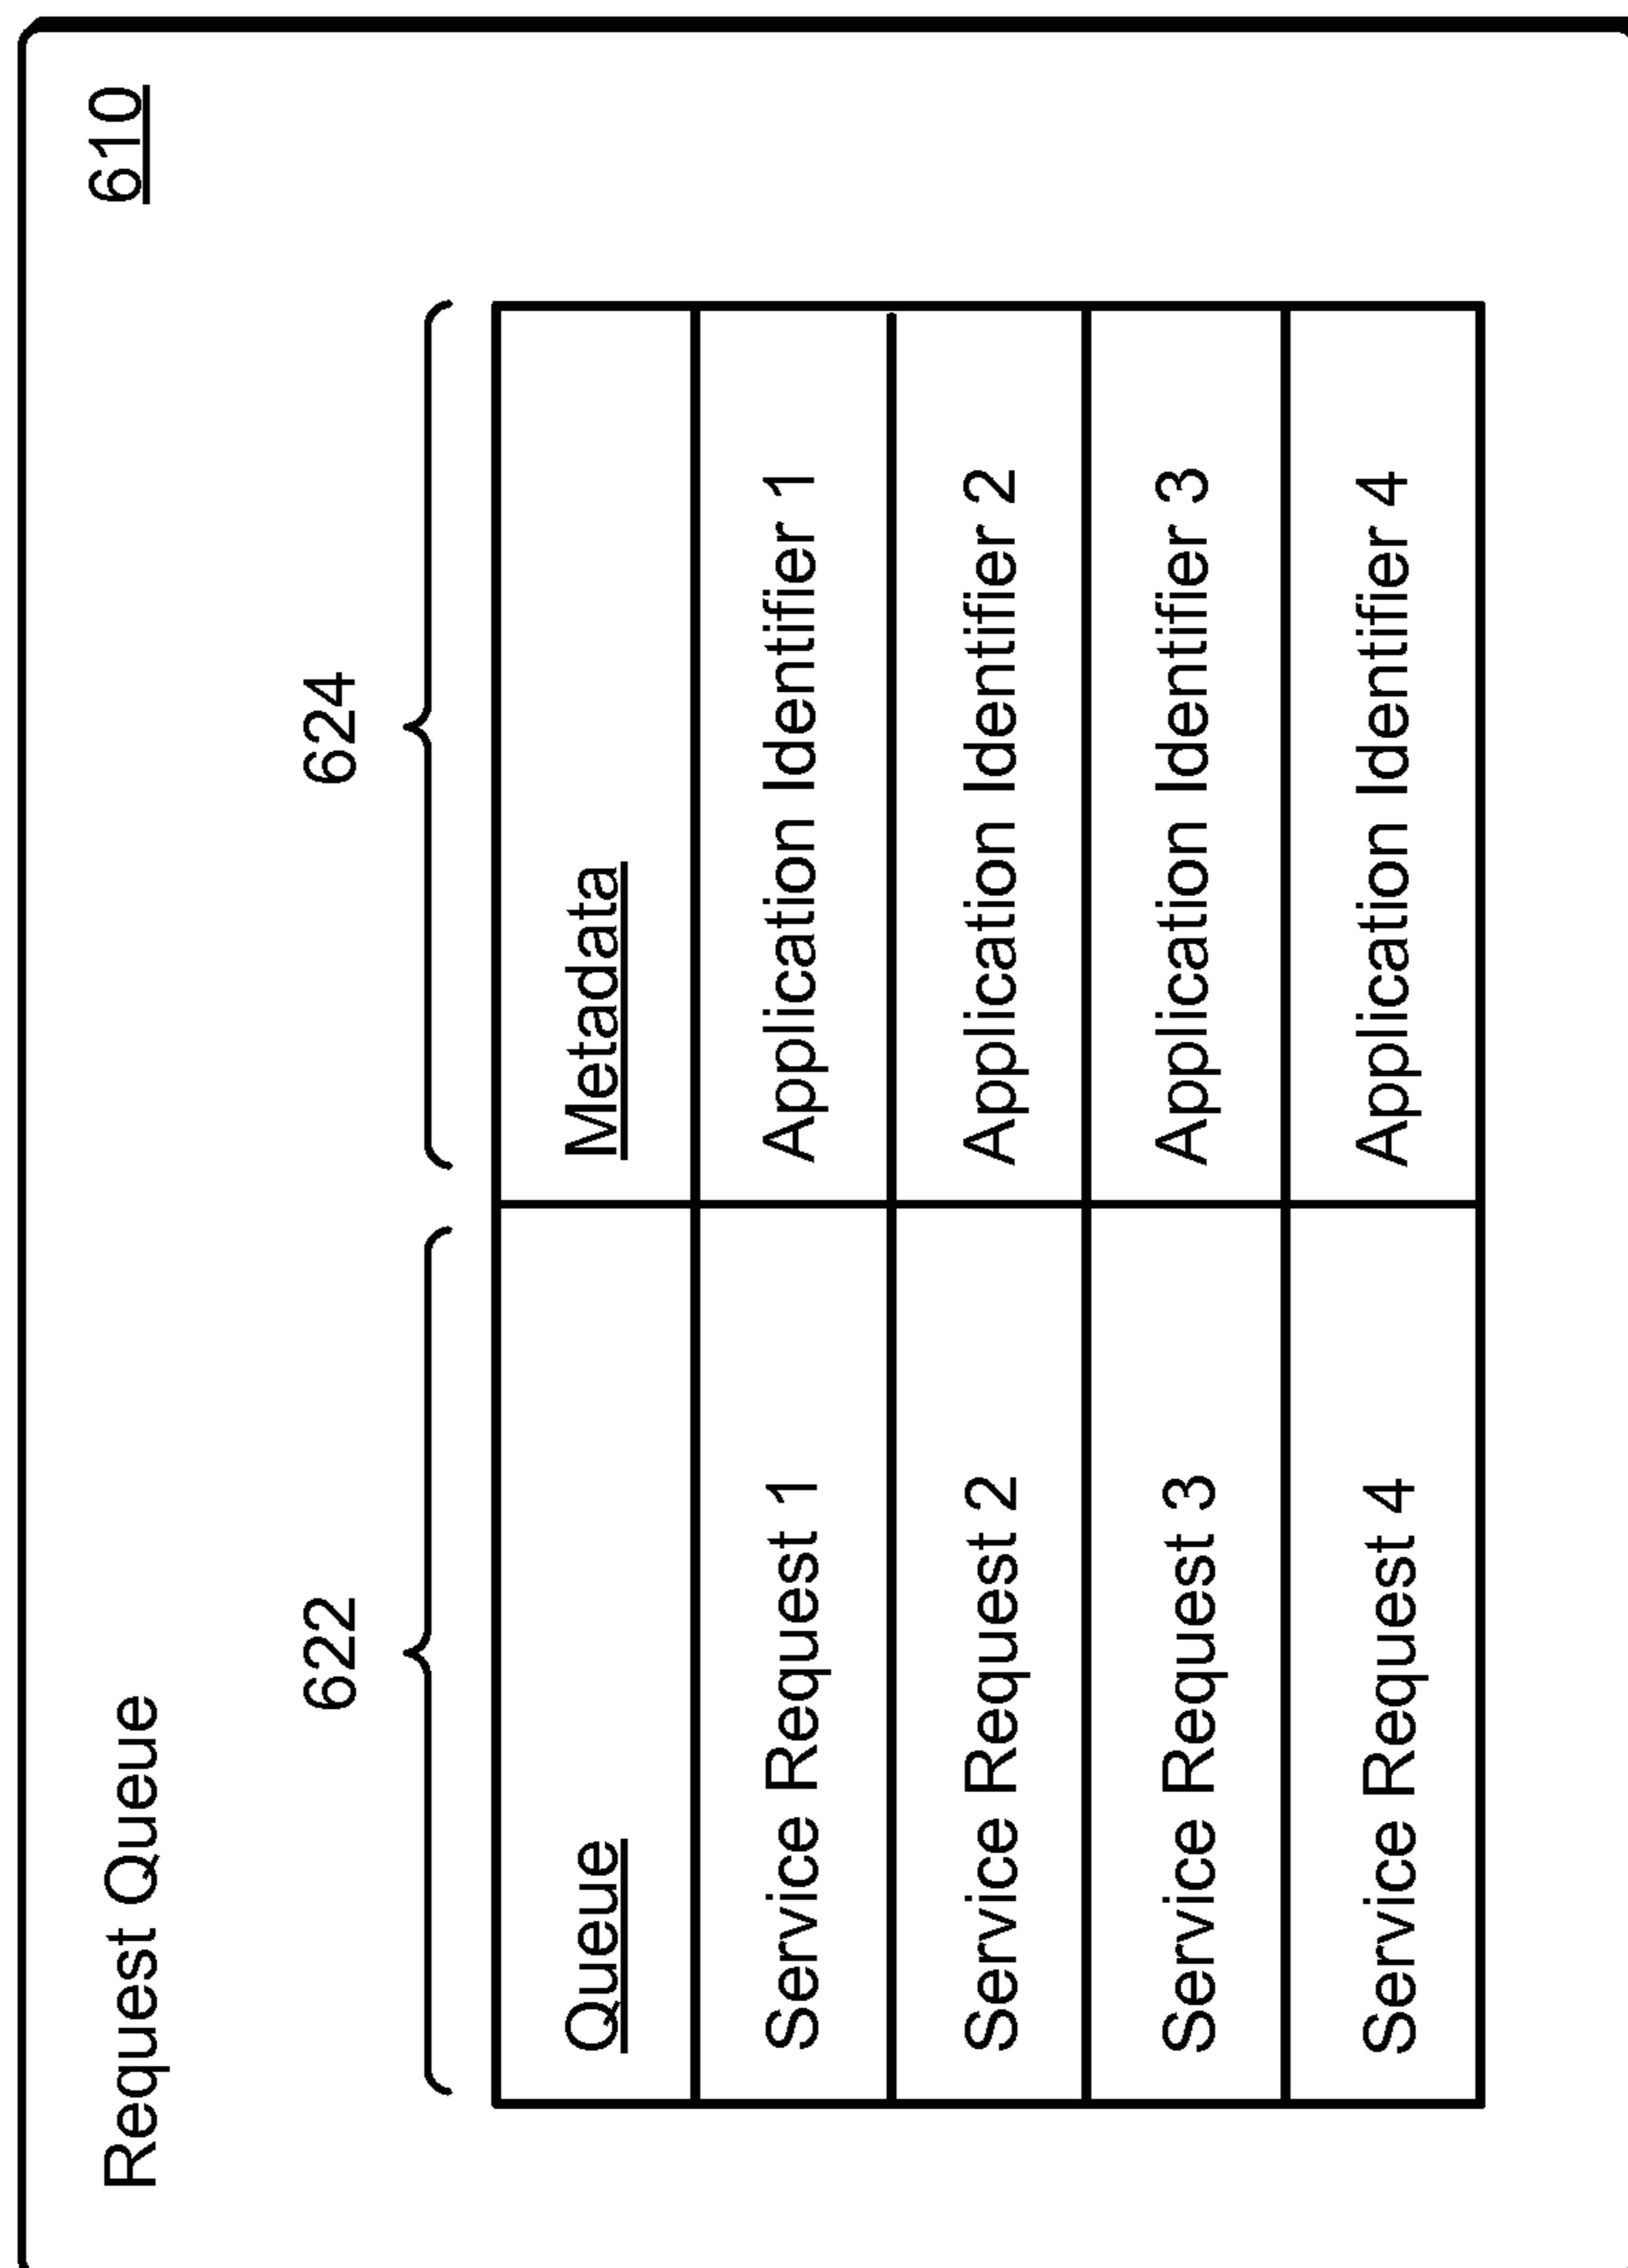 Request Queue 610
622 624
Queue Metadata
Service Request 1 Application Identifier 1
Service Request 2 Application Identifier 2
Service Request 3 Application Identifier 3
Service Request 4 Application Identifier 4